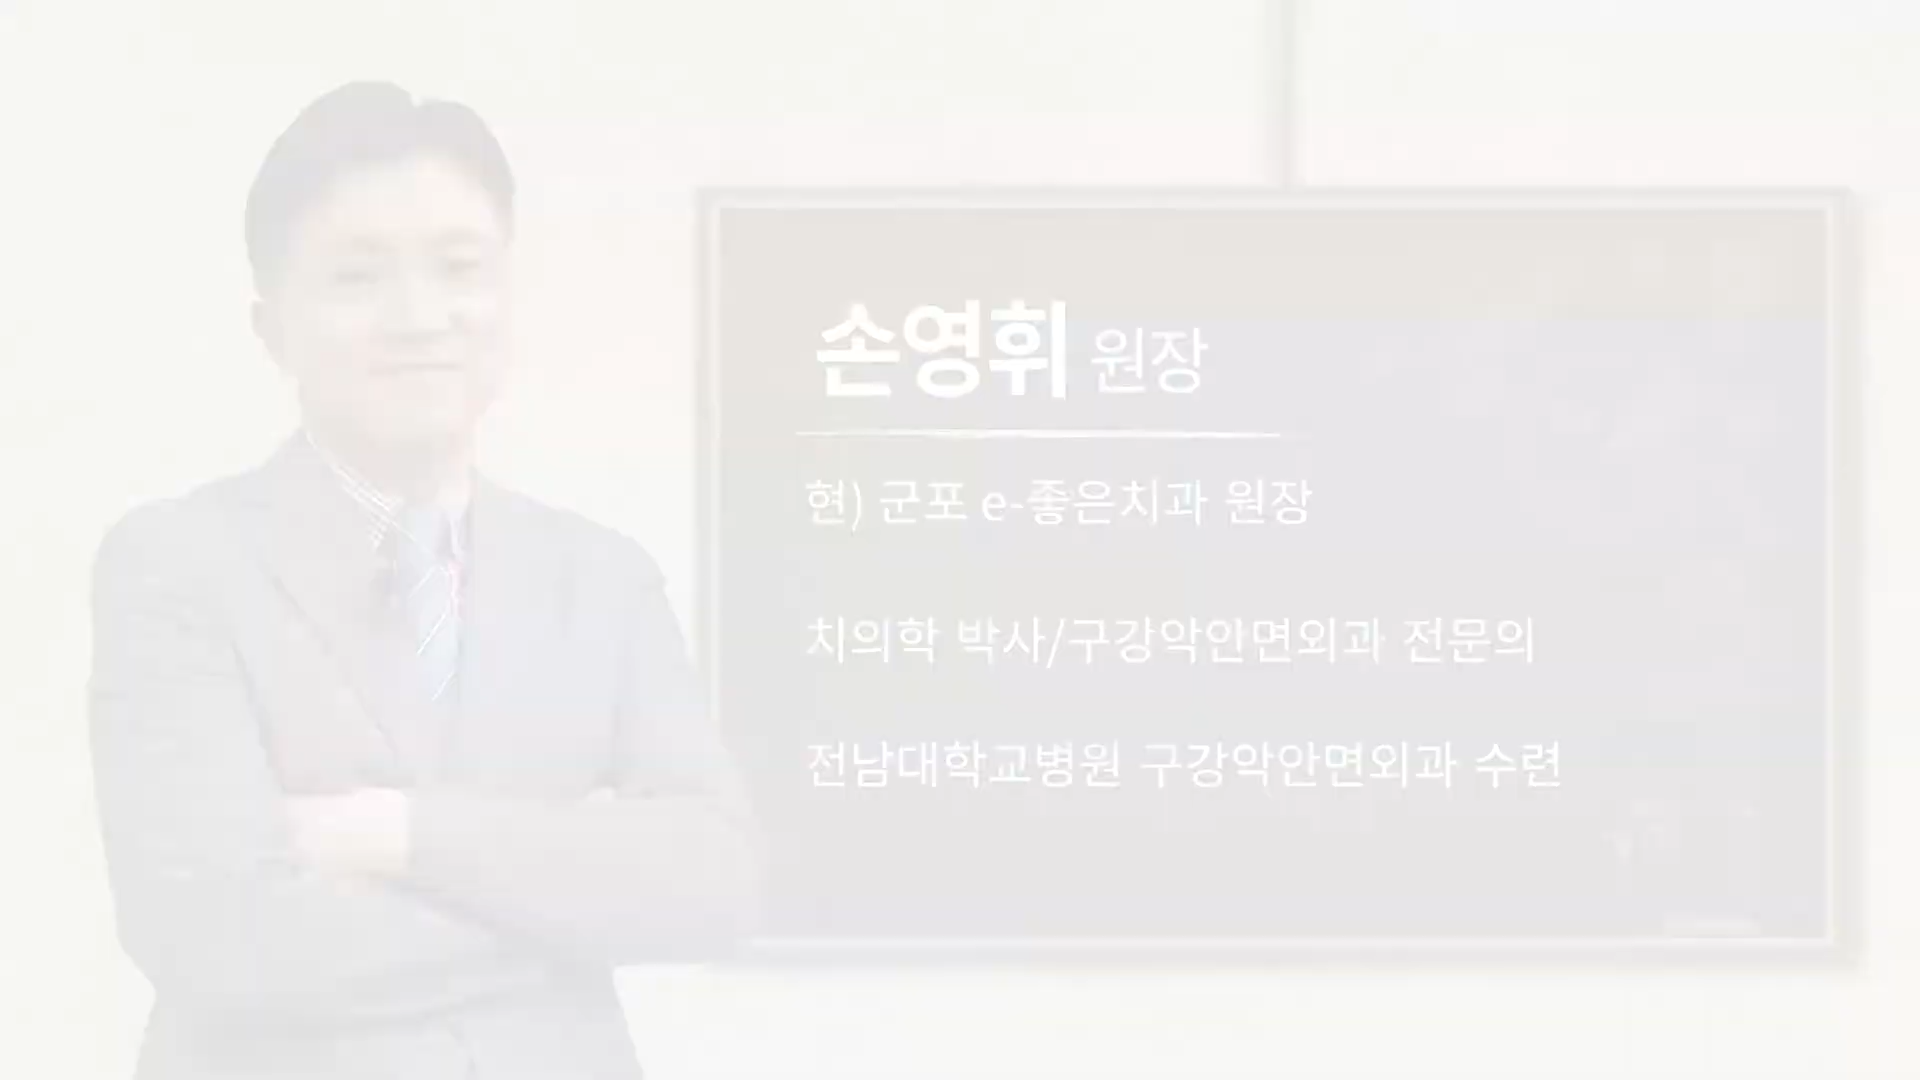 손영휘 원장
현) 군포 e-좋은치과 원장
치의학 박사/구강악안면외과 전문의
전남대학교병원 구강악안면외과 수련